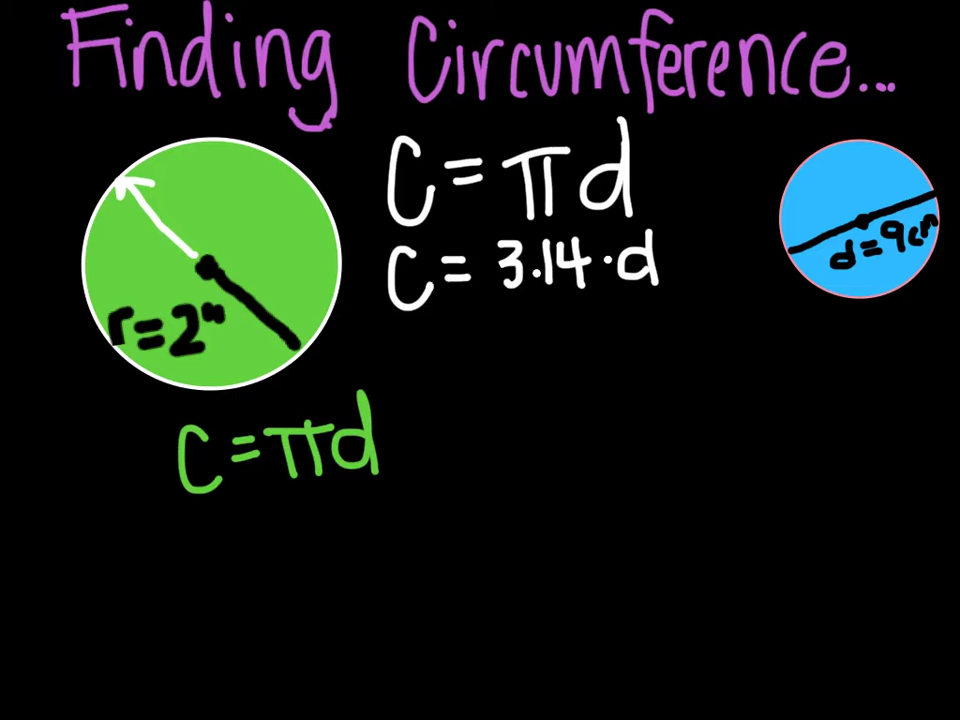 Finding Circumference...
C = πd
C = 3.14 · d
d = 9cm
r = 2"
C = πd